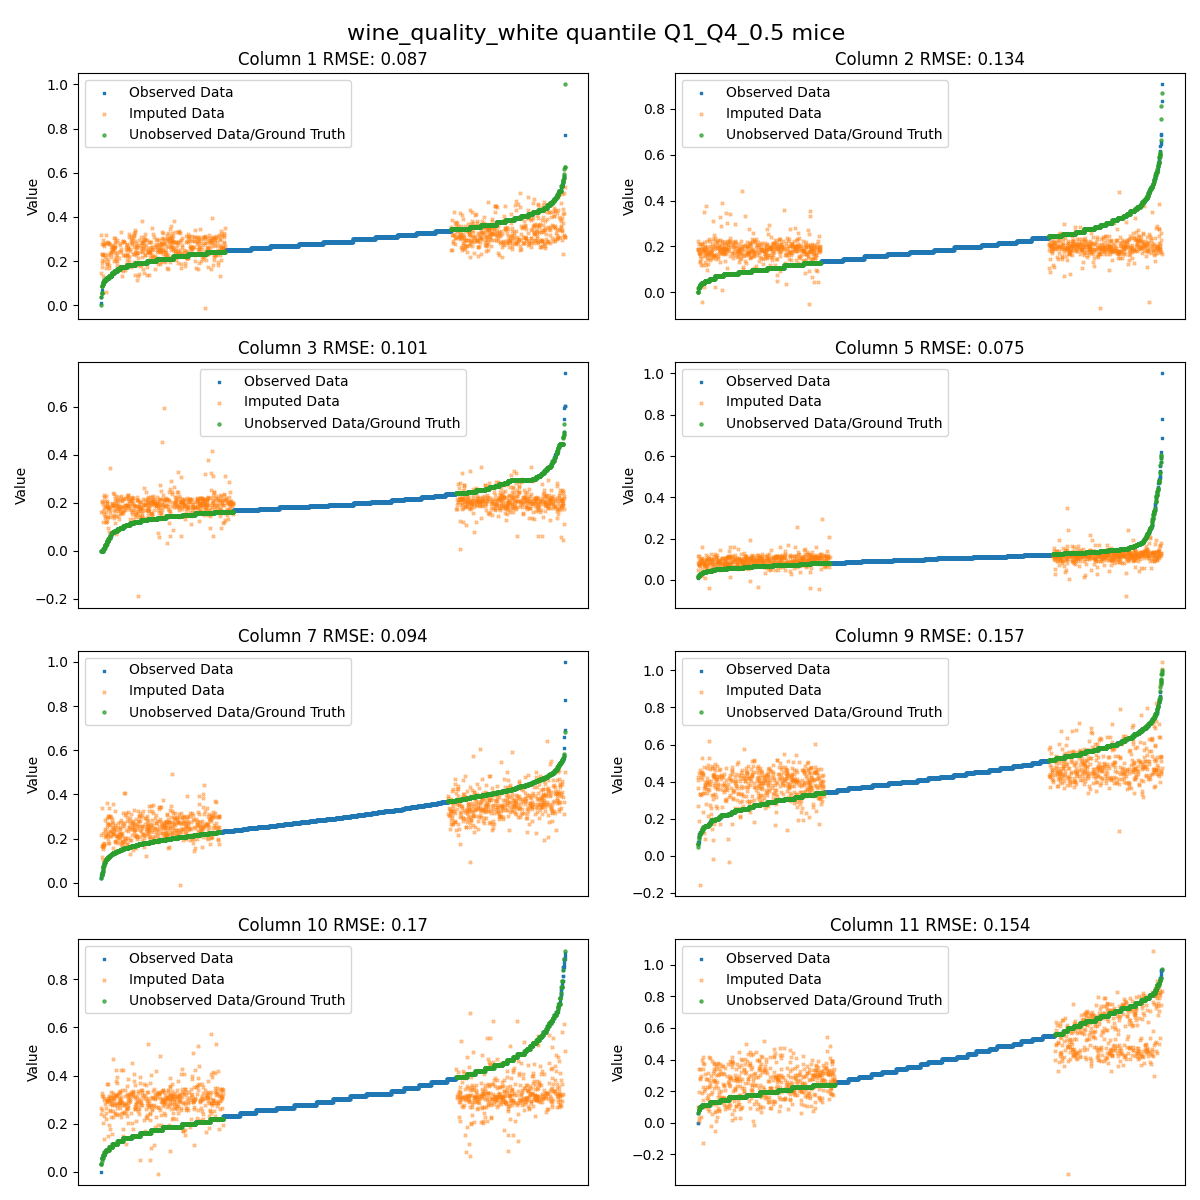 wine_quality_white quantile Q1_Q4_0.5 mice
Column 1 RMSE: 0.087
1.0
0.8
0.6
0.4
0.2
0.0
Value
Observed Data
Imputed Data
Unobserved Data/Ground Truth
Column 2 RMSE: 0.134
0.8
0.6
0.4
0.2
0.0
Value
Observed Data
Imputed Data
Unobserved Data/Ground Truth
Column 3 RMSE: 0.101
0.6
0.4
0.2
0.0
−0.2
Value
Observed Data
Imputed Data
Unobserved Data/Ground Truth
Column 5 RMSE: 0.075
1.0
0.8
0.6
0.4
0.2
0.0
Value
Observed Data
Imputed Data
Unobserved Data/Ground Truth
Column 7 RMSE: 0.094
1.0
0.8
0.6
0.4
0.2
0.0
Value
Observed Data
Imputed Data
Unobserved Data/Ground Truth
Column 9 RMSE: 0.157
1.0
0.8
0.6
0.4
0.2
0.0
−0.2
Value
Observed Data
Imputed Data
Unobserved Data/Ground Truth
Column 10 RMSE: 0.17
0.8
0.6
0.4
0.2
0.0
Value
Observed Data
Imputed Data
Unobserved Data/Ground Truth
Column 11 RMSE: 0.154
1.0
0.8
0.6
0.4
0.2
0.0
−0.2
Value
Observed Data
Imputed Data
Unobserved Data/Ground Truth